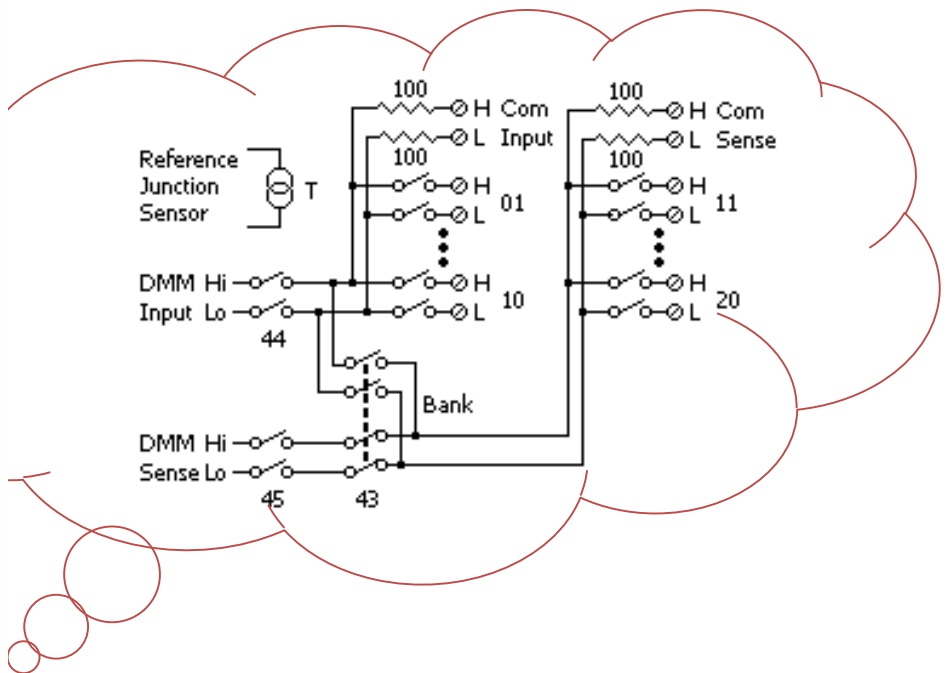 100
H Com
L Input
100
H
01
L
Reference
Junction
Sensor
T
DMM Hi
Input Lo
44
H
10
L
100
H Com
L Sense
100
H
11
L
H
20
L
Bank
DMM Hi
Sense Lo
45
43